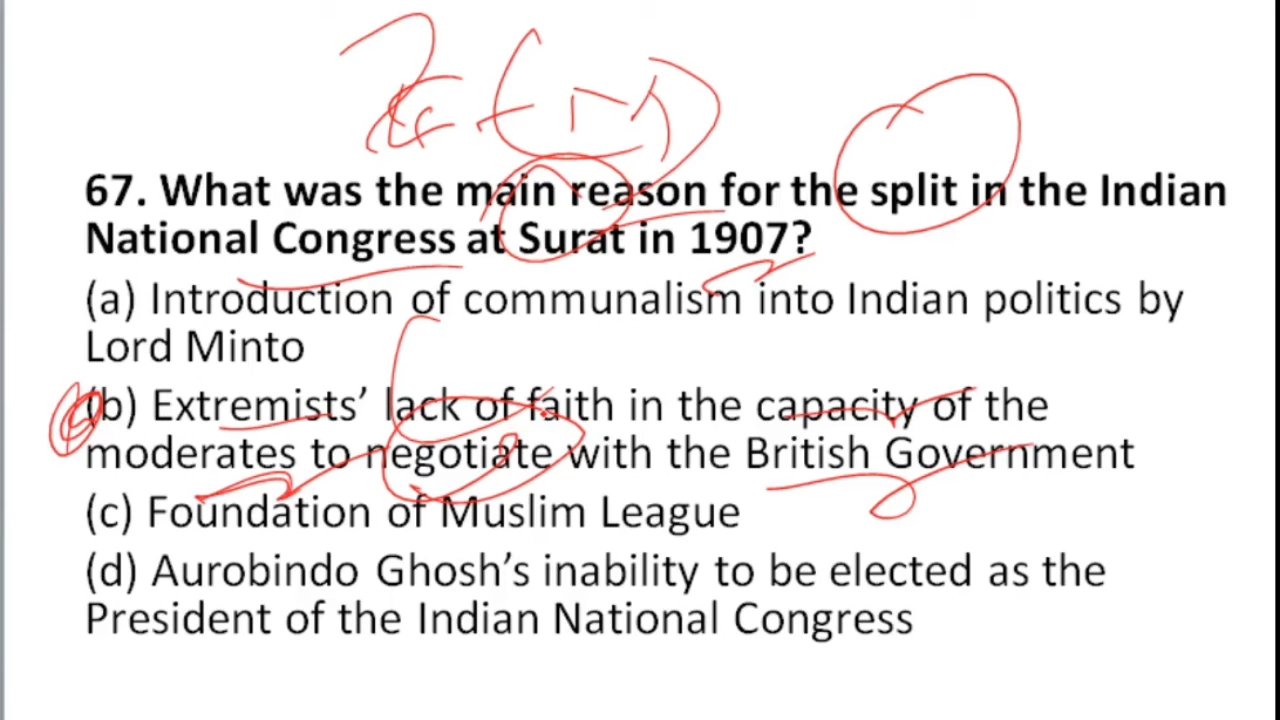 67. What was the main reason for the split in the Indian
National Congress at Surat in 1907?
(a) Introduction of communalism into Indian politics by
Lord Minto
(b) Extremists’ lack of faith in the capacity of the
moderates to negotiate with the British Government
(c) Foundation of Muslim League
(d) Aurobindo Ghosh’s inability to be elected as the
President of the Indian National Congress